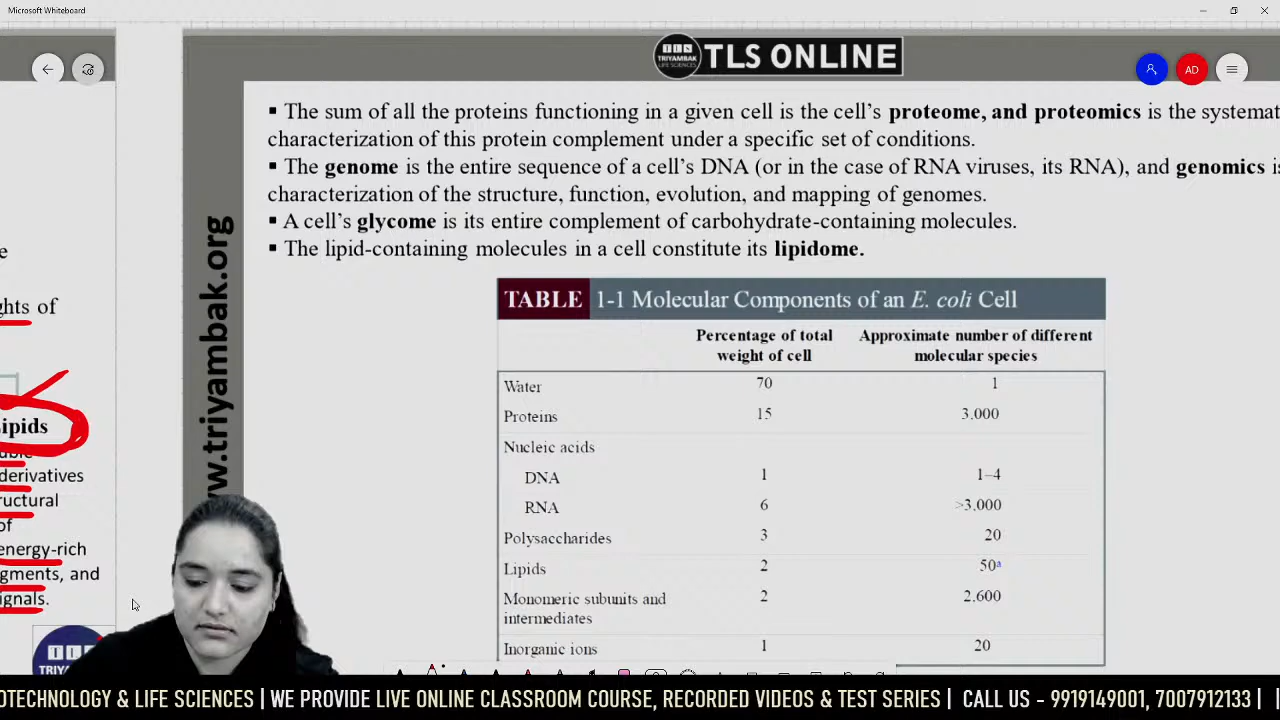 Microsoft Whiteboard
TRIYAMBAK
LIFE SCIENCES
TLS ONLINE
AD
▪ The sum of all the proteins functioning in a given cell is the cell's proteome, and proteomics is the
characterization of this protein complement under a specific set of conditions.
▪ The genome is the entire sequence of a cell's DNA (or in the case of RNA viruses, its RNA), and genomics
characterization of the structure, function, evolution, and mapping of genomes.
▪ A cell's glycome is its entire complement of carbohydrate-containing molecules.
▪ The lipid-containing molecules in a cell constitute its lipidome.
of
derivatives
of
energy-rich
and
www.triyambak.org
TABLE 1-1 Molecular Components of an E. coli Cell
Percentage of total Approximate number of different
weight of cell molecular species
Water 70 1
Proteins 15 3.000
Nucleic acids
DNA 1 1–4
RNA 6 >3.000
Polysaccharides 3 20
Lipids 2 50a
Monomeric subunits and 2.600
intermediates 2
Inorganic ions 1 20
& LIFE SCIENCES | WE PROVIDE LIVE ONLINE CLASSROOM COURSE, RECORDED VIDEOS & TEST SERIES | CALL US - 9919149001, 7007912133 |